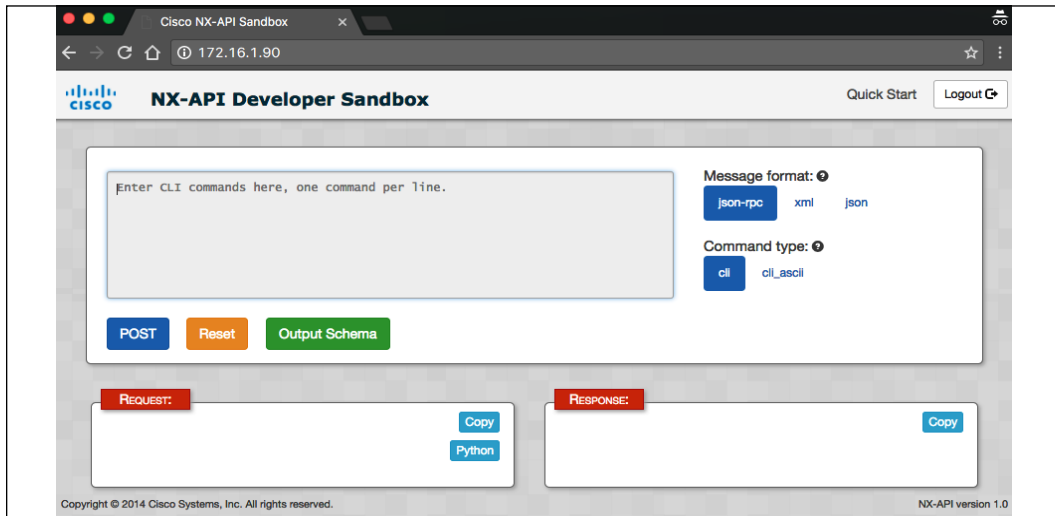 Cisco NX-API Sandbox
172.16.1.90
CISCO NX-API Developer Sandbox Quick Start Logout
Enter CLI commands here, one command per line.
Message format:
json-rpc xml json
Command type:
cli cli_ascii
POST Reset Output Schema
REQUEST: RESPONSE:
Copy Copy
Python
Copyright © 2014 Cisco Systems, Inc. All rights reserved. NX-API version 1.0